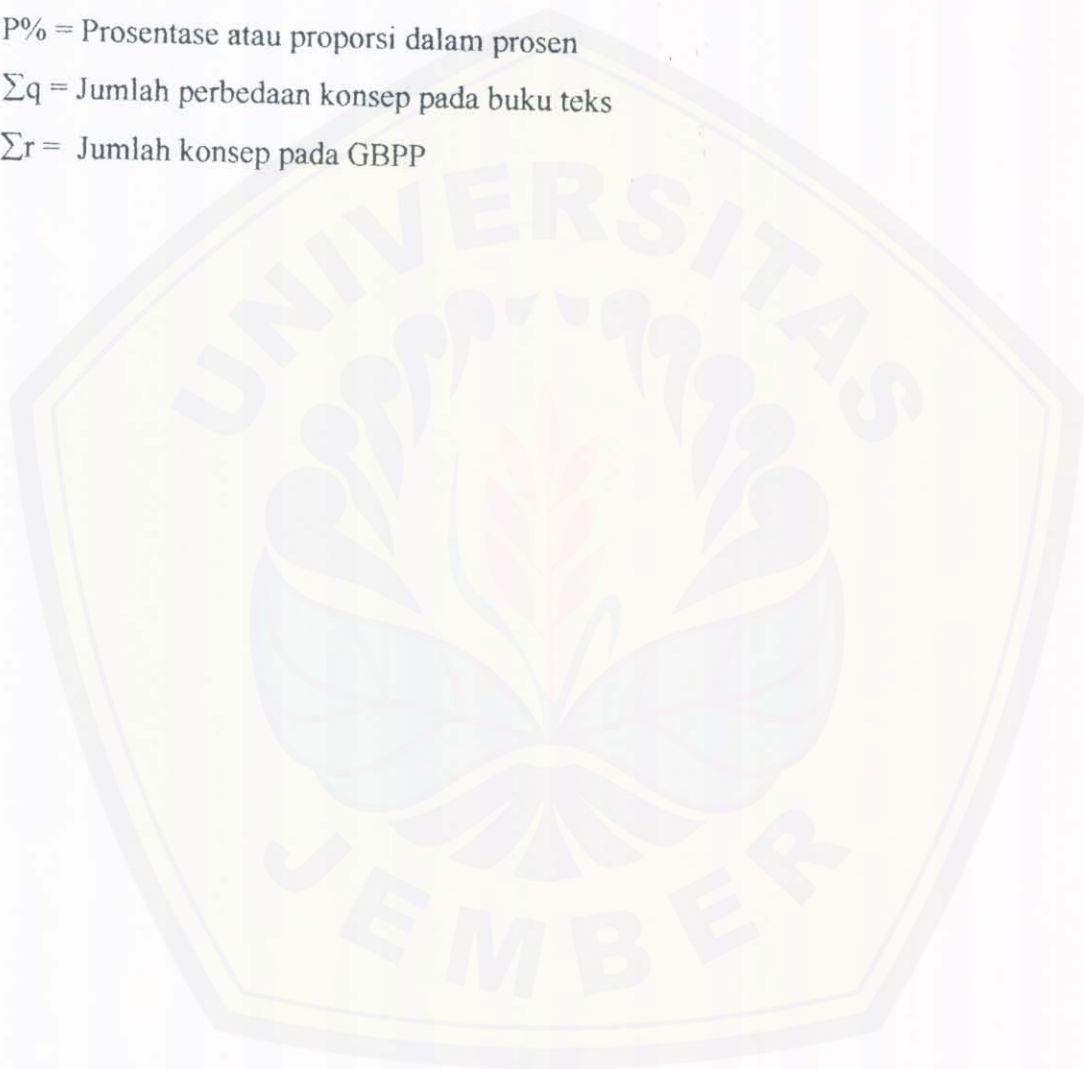 P% = Prosentase atau proporsi dalam prosen
∑q = Jumlah perbedaan konsep pada buku teks
∑r = Jumlah konsep pada GBPP
UNIVERSITAS
JEMBER